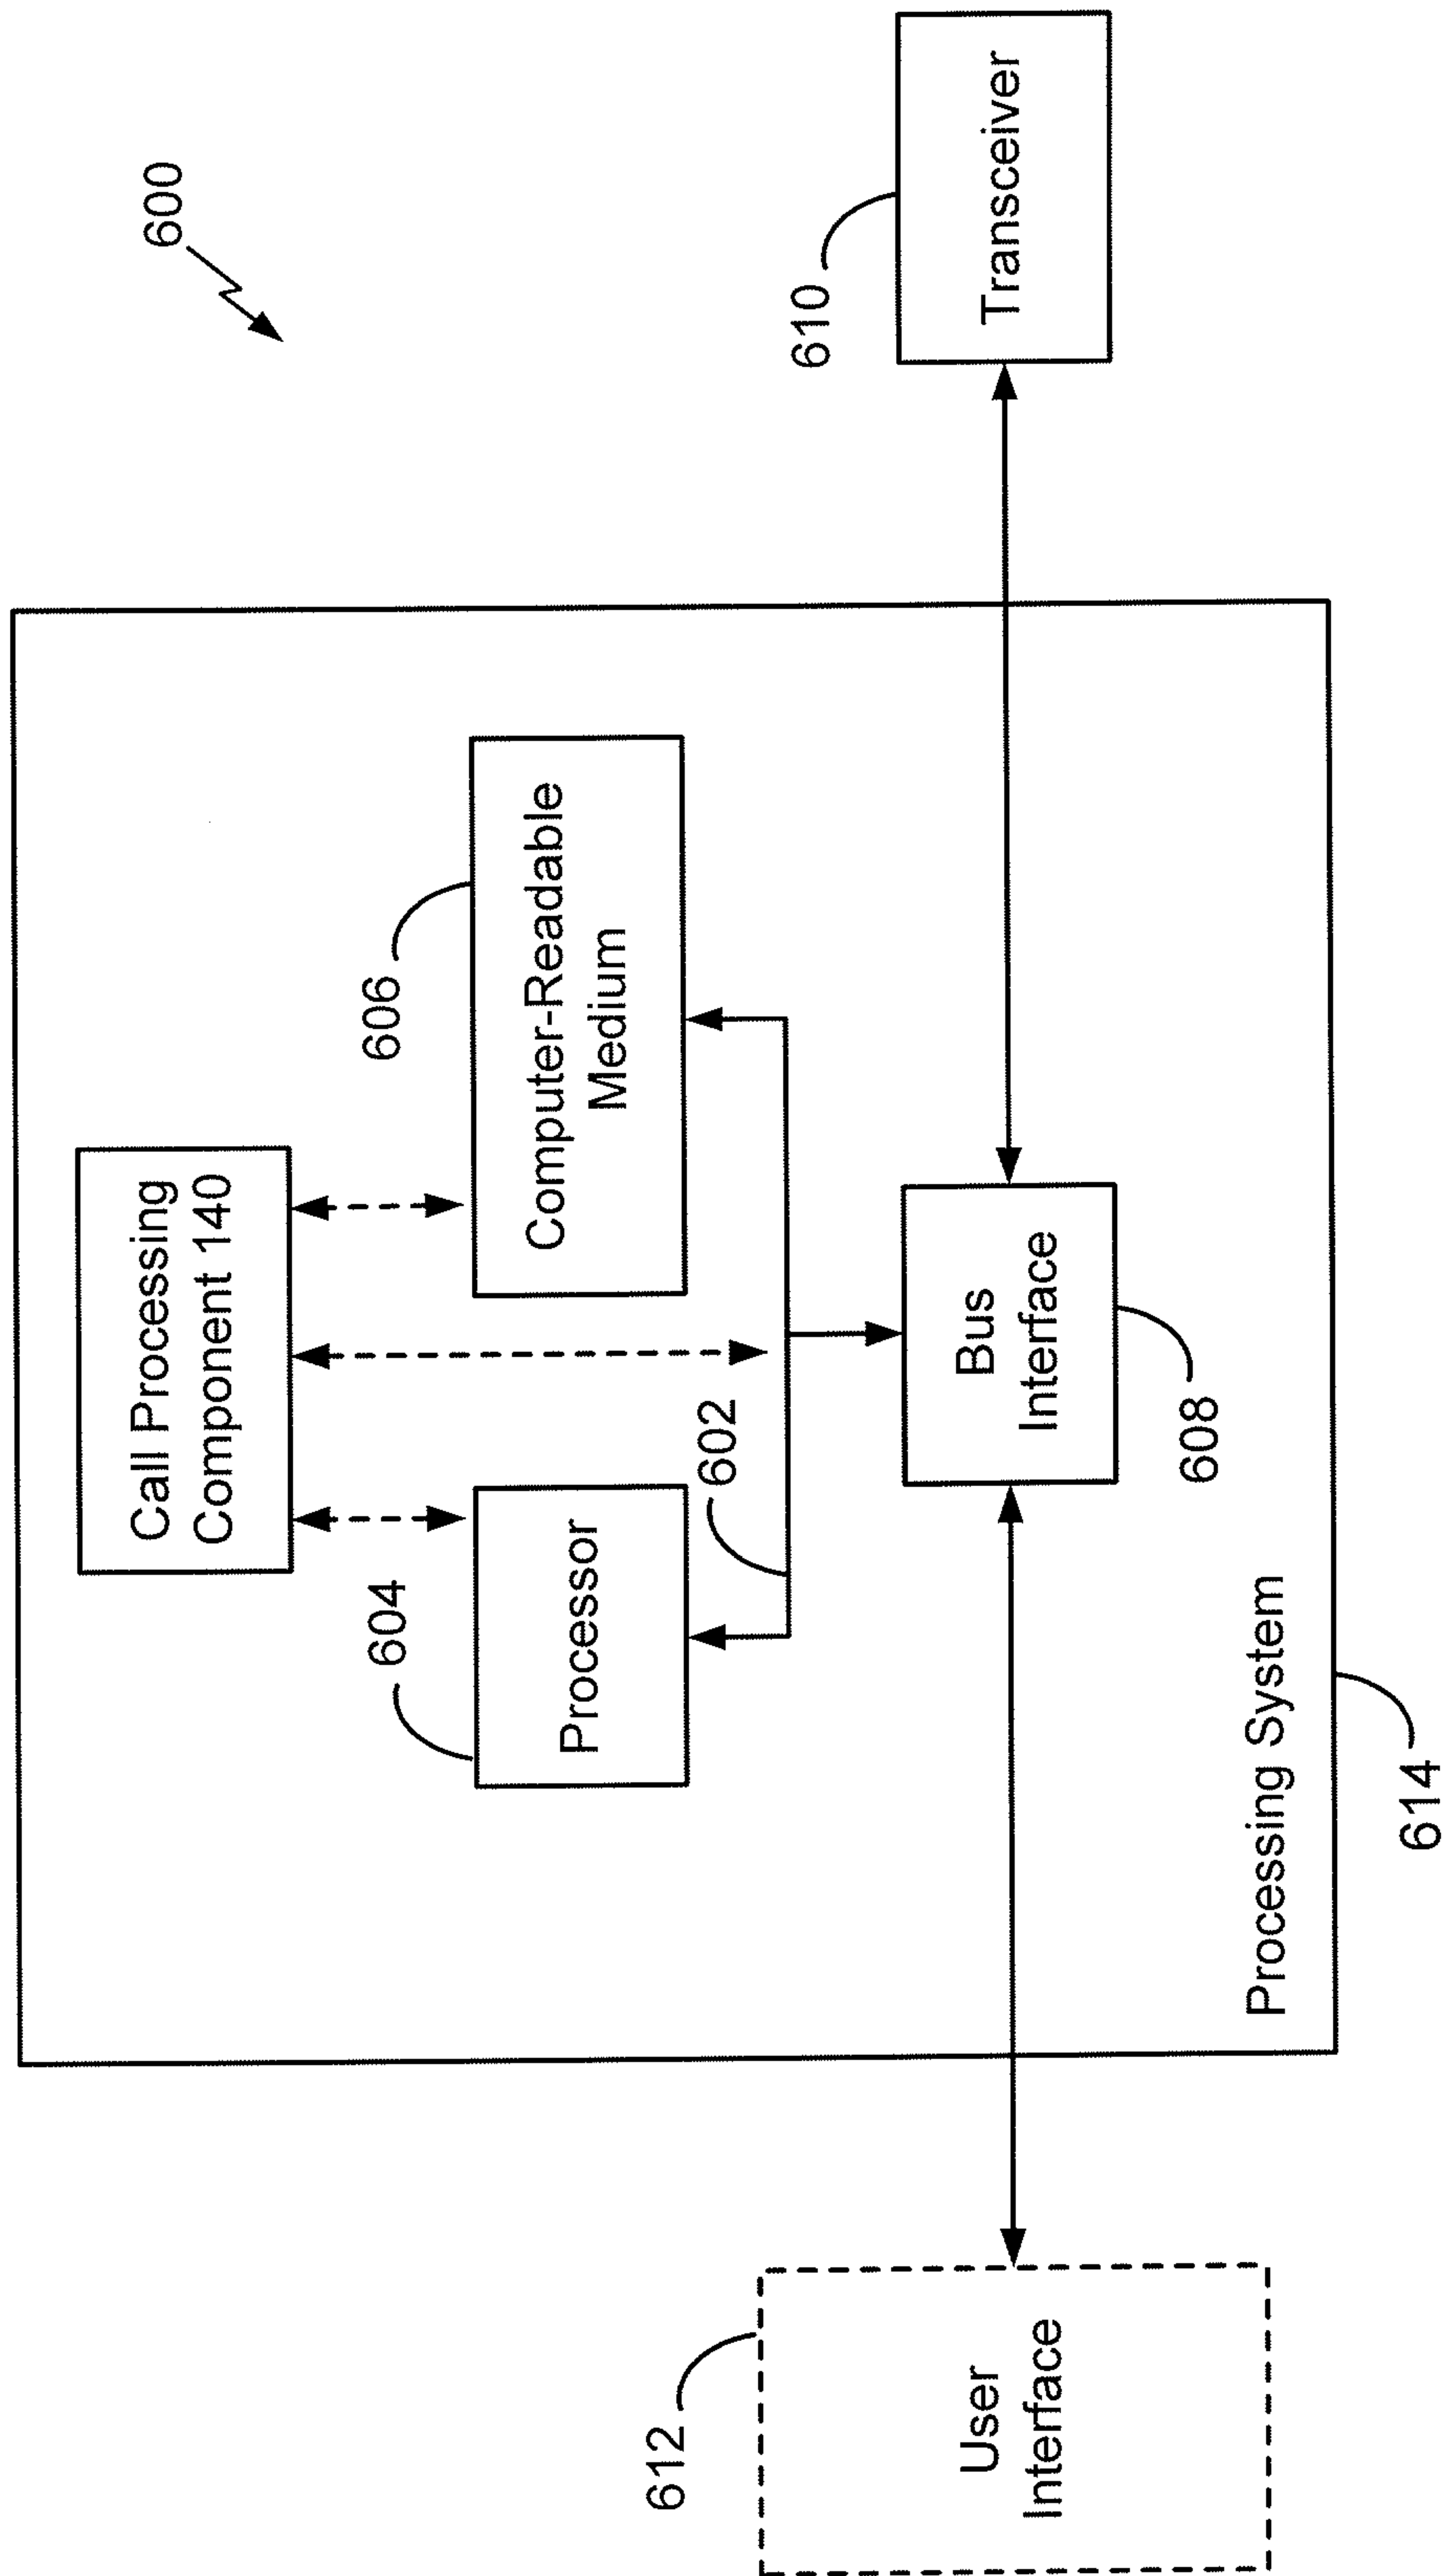 600
Call Processing
Component 140
604
606
Processor
Computer-Readable
Medium
602
612
610
User
Interface
Bus
Interface
Transceiver
608
Processing System
614